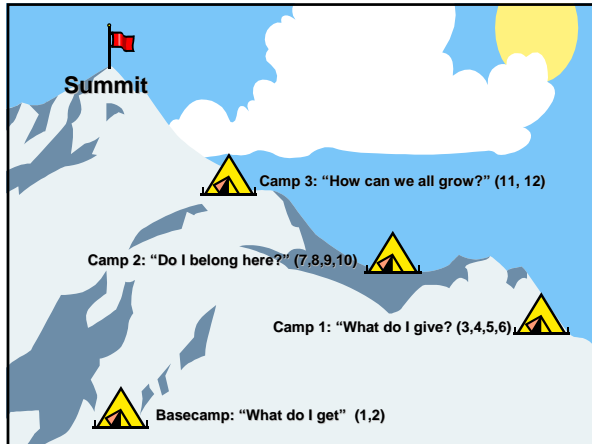 Summit
Camp 3: “How can we all grow?” (11, 12)
Camp 2: “Do I belong here?” (7,8,9,10)
Camp 1: “What do I give? (3,4,5,6)
Basecamp: “What do I get”  (1,2)